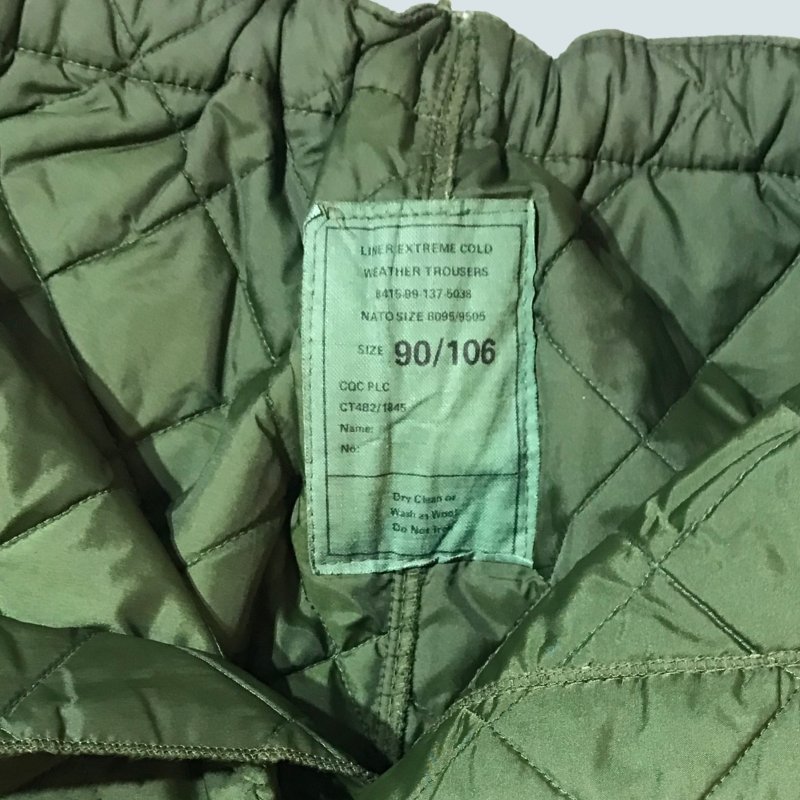 LINER EXTREME COLD
WEATHER TROUSERS
8415-99-137-5038
NATO SIZE 8095/9505
SIZE 90/106
CQC PLC
CT4B2/1845
Name:
No:
Dry Clean or
Wash as Wool
Do Not Iron